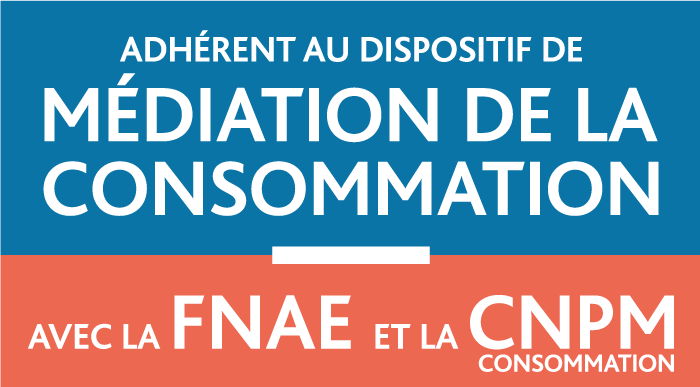 ADHÉRENT AU DISPOSITIF DE
MÉDIATION DE LA
CONSOMMATION
AVEC LA FNAE ET LA CNPM
CONSOMMATION